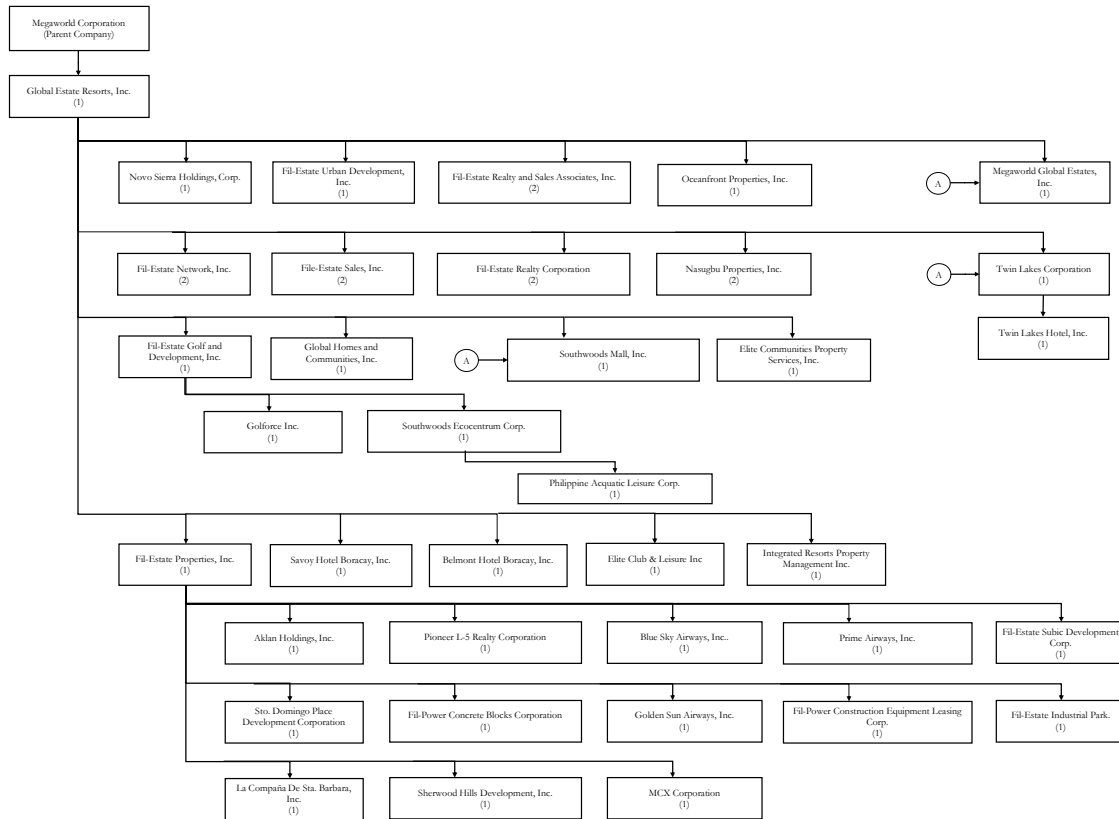 Megaworld Corporation
(Parent Company)
Global Estate Resorts, Inc.
(1)
Novo Sierra Holdings, Corp.
(1)
Fil-Estate Urban Development,
Inc.
(1)
Fil-Estate Realty and Sales Associates, Inc.
(2)
Oceanfront Properties, Inc.
(1)
A
Megaworld Global Estates,
Inc.
(1)
Fil-Estate Network, Inc.
(2)
File-Estate Sales, Inc.
(2)
Fil-Estate Realty Corporation
(2)
Nasugbu Properties, Inc.
(2)
A
Twin Lakes Corporation
(1)
Fil-Estate Golf and
Development, Inc.
(1)
Global Homes and
Communities, Inc.
(1)
A
Southwoods Mall, Inc.
(1)
Elite Communities Property
Services, Inc.
(1)
Twin Lakes Hotel, Inc.
(1)
Golforce Inc.
(1)
Southwoods Ecocentrum Corp.
(1)
Philippine Acquatic Leisure Corp.
(1)
Fil-Estate Properties, Inc.
(1)
Savoy Hotel Boracay, Inc.
(1)
Belmont Hotel Boracay, Inc.
(1)
Elite Club & Leisure Inc
(1)
Integrated Resorts Property
Management Inc.
(1)
Aklan Holdings, Inc.
(1)
Pioneer L-5 Realty Corporation
(1)
Blue Sky Airways, Inc..
(1)
Prime Airways, Inc.
(1)
Fil-Estate Subic Development
Corp.
(1)
Sto. Domingo Place
Development Corporation
(1)
Fil-Power Concrete Blocks Corporation
(1)
Golden Sun Airways, Inc.
(1)
Fil-Power Construction Equipment Leasing
Corp.
(1)
Fil-Estate Industrial Park.
(1)
La Compaña De Sta. Barbara,
Inc.
(1)
Sherwood Hills Development, Inc.
(1)
MCX Corporation
(1)